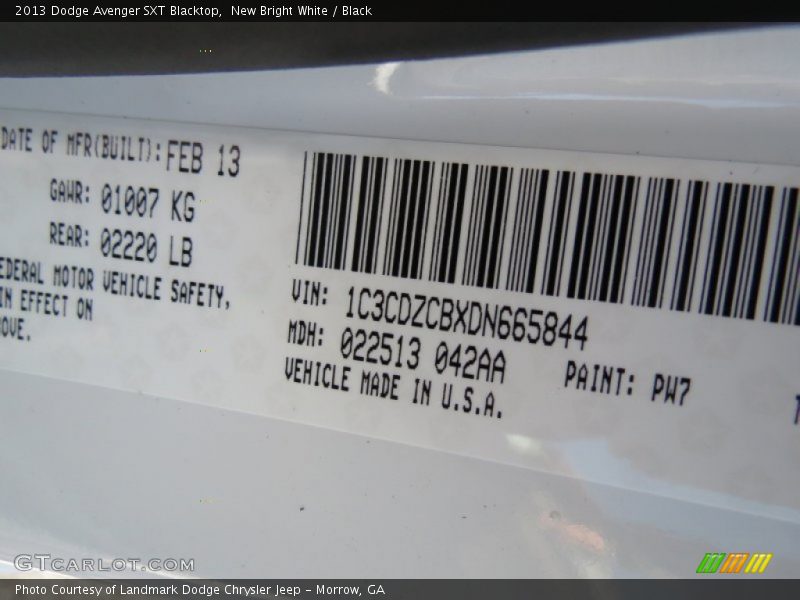 2013 Dodge Avenger SXT Blacktop, New Bright White / Black
DATE OF MFR(BUILT): FEB 13
GAWR: 01007 KG
REAR: 02220 LB
EDERAL MOTOR VEHICLE SAFETY,
IN EFFECT ON
OVE.
VIN: 1C3CDZCBXDN665844
MDH: 022513 042AA
PAINT: PW7
VEHICLE MADE IN U.S.A.
GTCARLOT.COM
Photo Courtesy of Landmark Dodge Chrysler Jeep - Morrow, GA